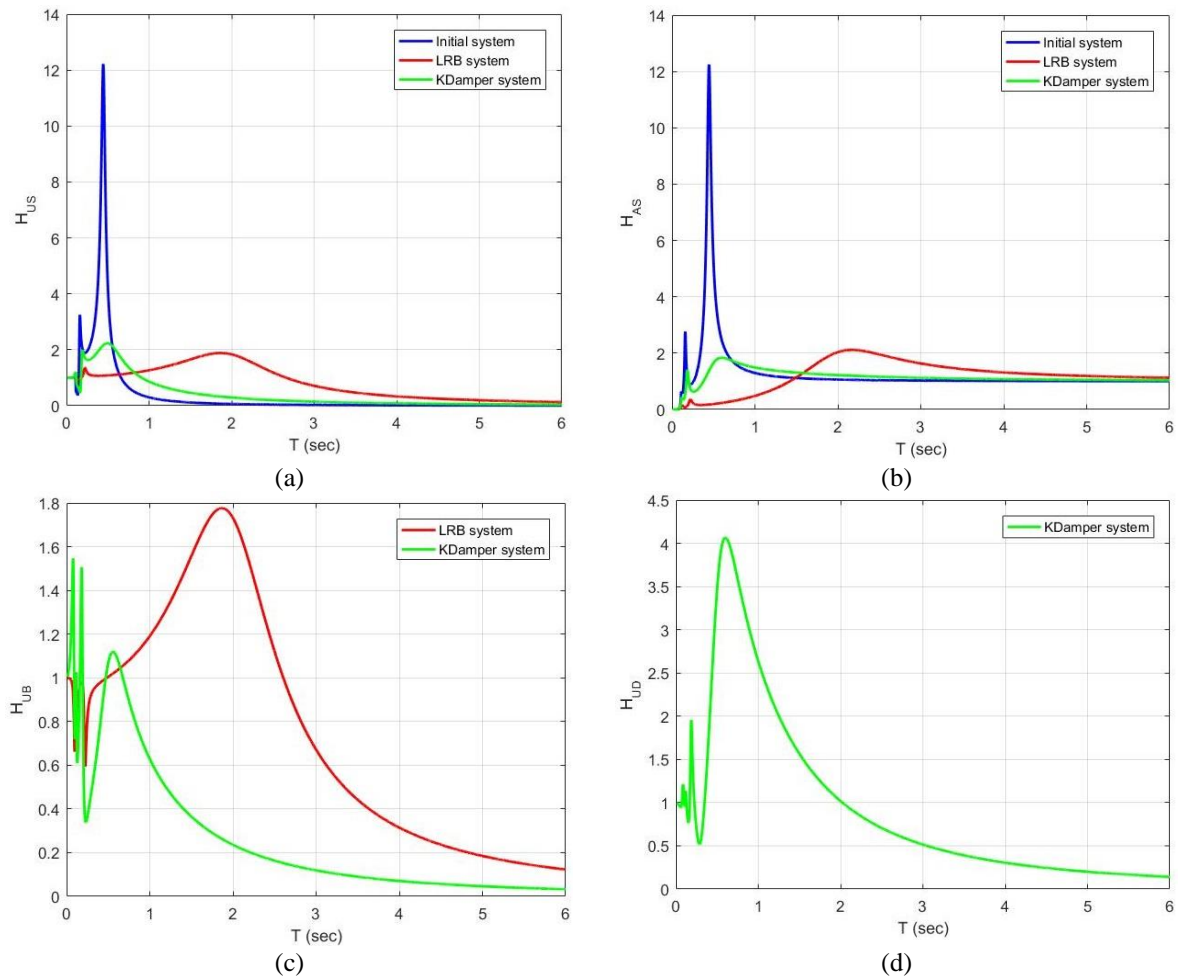 14
12
10
8
6
4
2
0
H_US
0 1 2 3 4 5 6
T (sec)
Initial system
LRB system
KDamper system
(a)
14
12
10
8
6
4
2
0
H_AS
0 1 2 3 4 5 6
T (sec)
Initial system
LRB system
KDamper system
(b)
1.8
1.6
1.4
1.2
1
0.8
0.6
0.4
0.2
0
H_UB
0 1 2 3 4 5 6
T (sec)
LRB system
KDamper system
(c)
4.5
4
3.5
3
2.5
2
1.5
1
0.5
0
H_UD
0 1 2 3 4 5 6
T (sec)
KDamper system
(d)